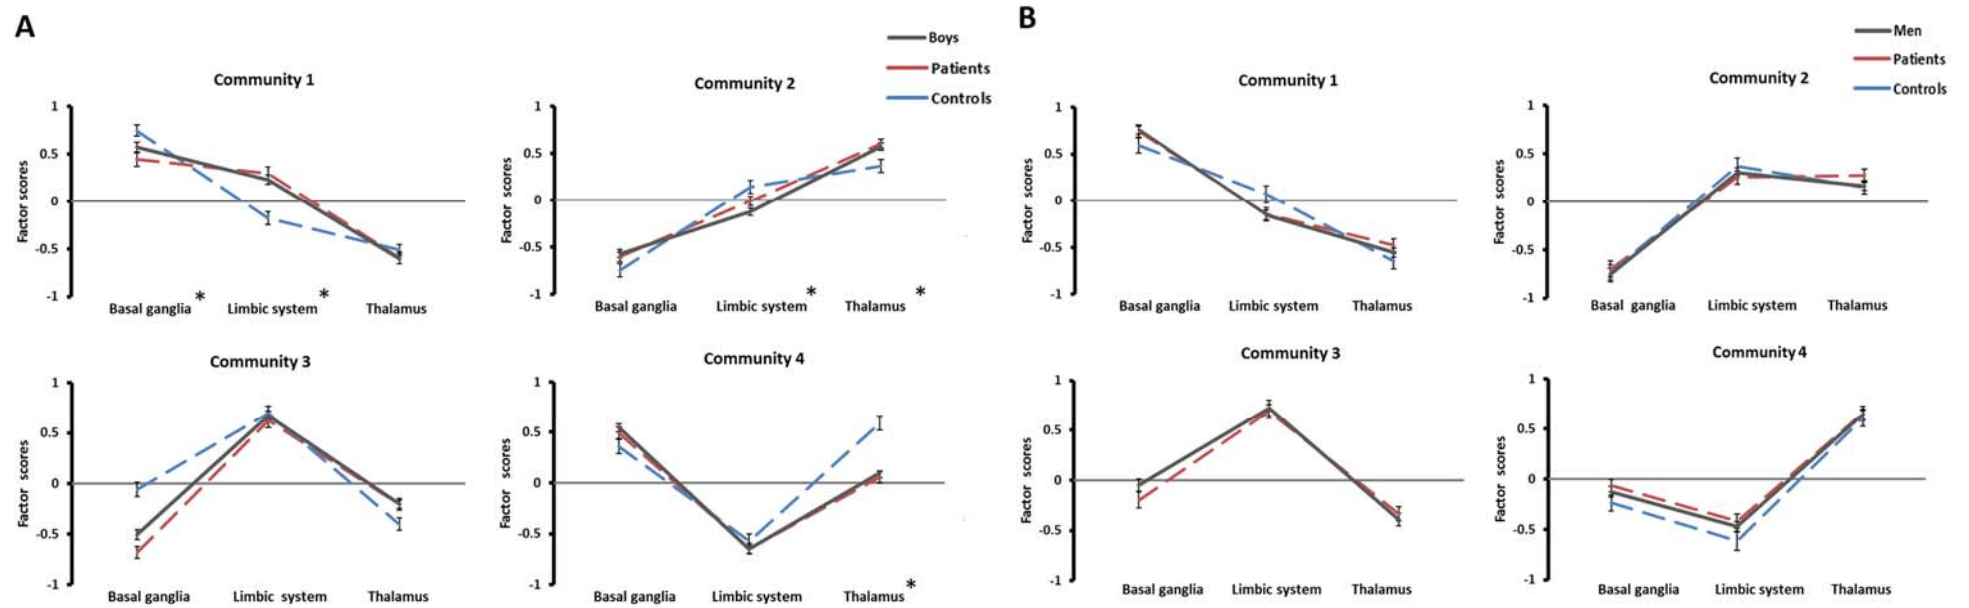 A
Boys
Patients
Controls
Community 1
1
0.5
0
-0.5
-1
Factor scores
Basal ganglia *
Limbic system *
Thalamus
Community 2
1
0.5
0
-0.5
-1
Factor scores
Basal ganglia
Limbic system *
Thalamus *
Community 3
1
0.5
0
-0.5
-1
Factor scores
Basal ganglia
Limbic system
Thalamus
Community 4
1
0.5
0
-0.5
-1
Factor scores
Basal ganglia
Limbic system
Thalamus *
B
Men
Patients
Controls
Community 1
1
0.5
0
-0.5
-1
Factor scores
Basal ganglia
Limbic system
Thalamus
Community 2
1
0.5
0
-0.5
-1
Factor scores
Basal ganglia
Limbic system
Thalamus
Community 3
1
0.5
0
-0.5
-1
Factor scores
Basal ganglia
Limbic system
Thalamus
Community 4
1
0.5
0
-0.5
-1
Factor scores
Basal ganglia
Limbic system
Thalamus